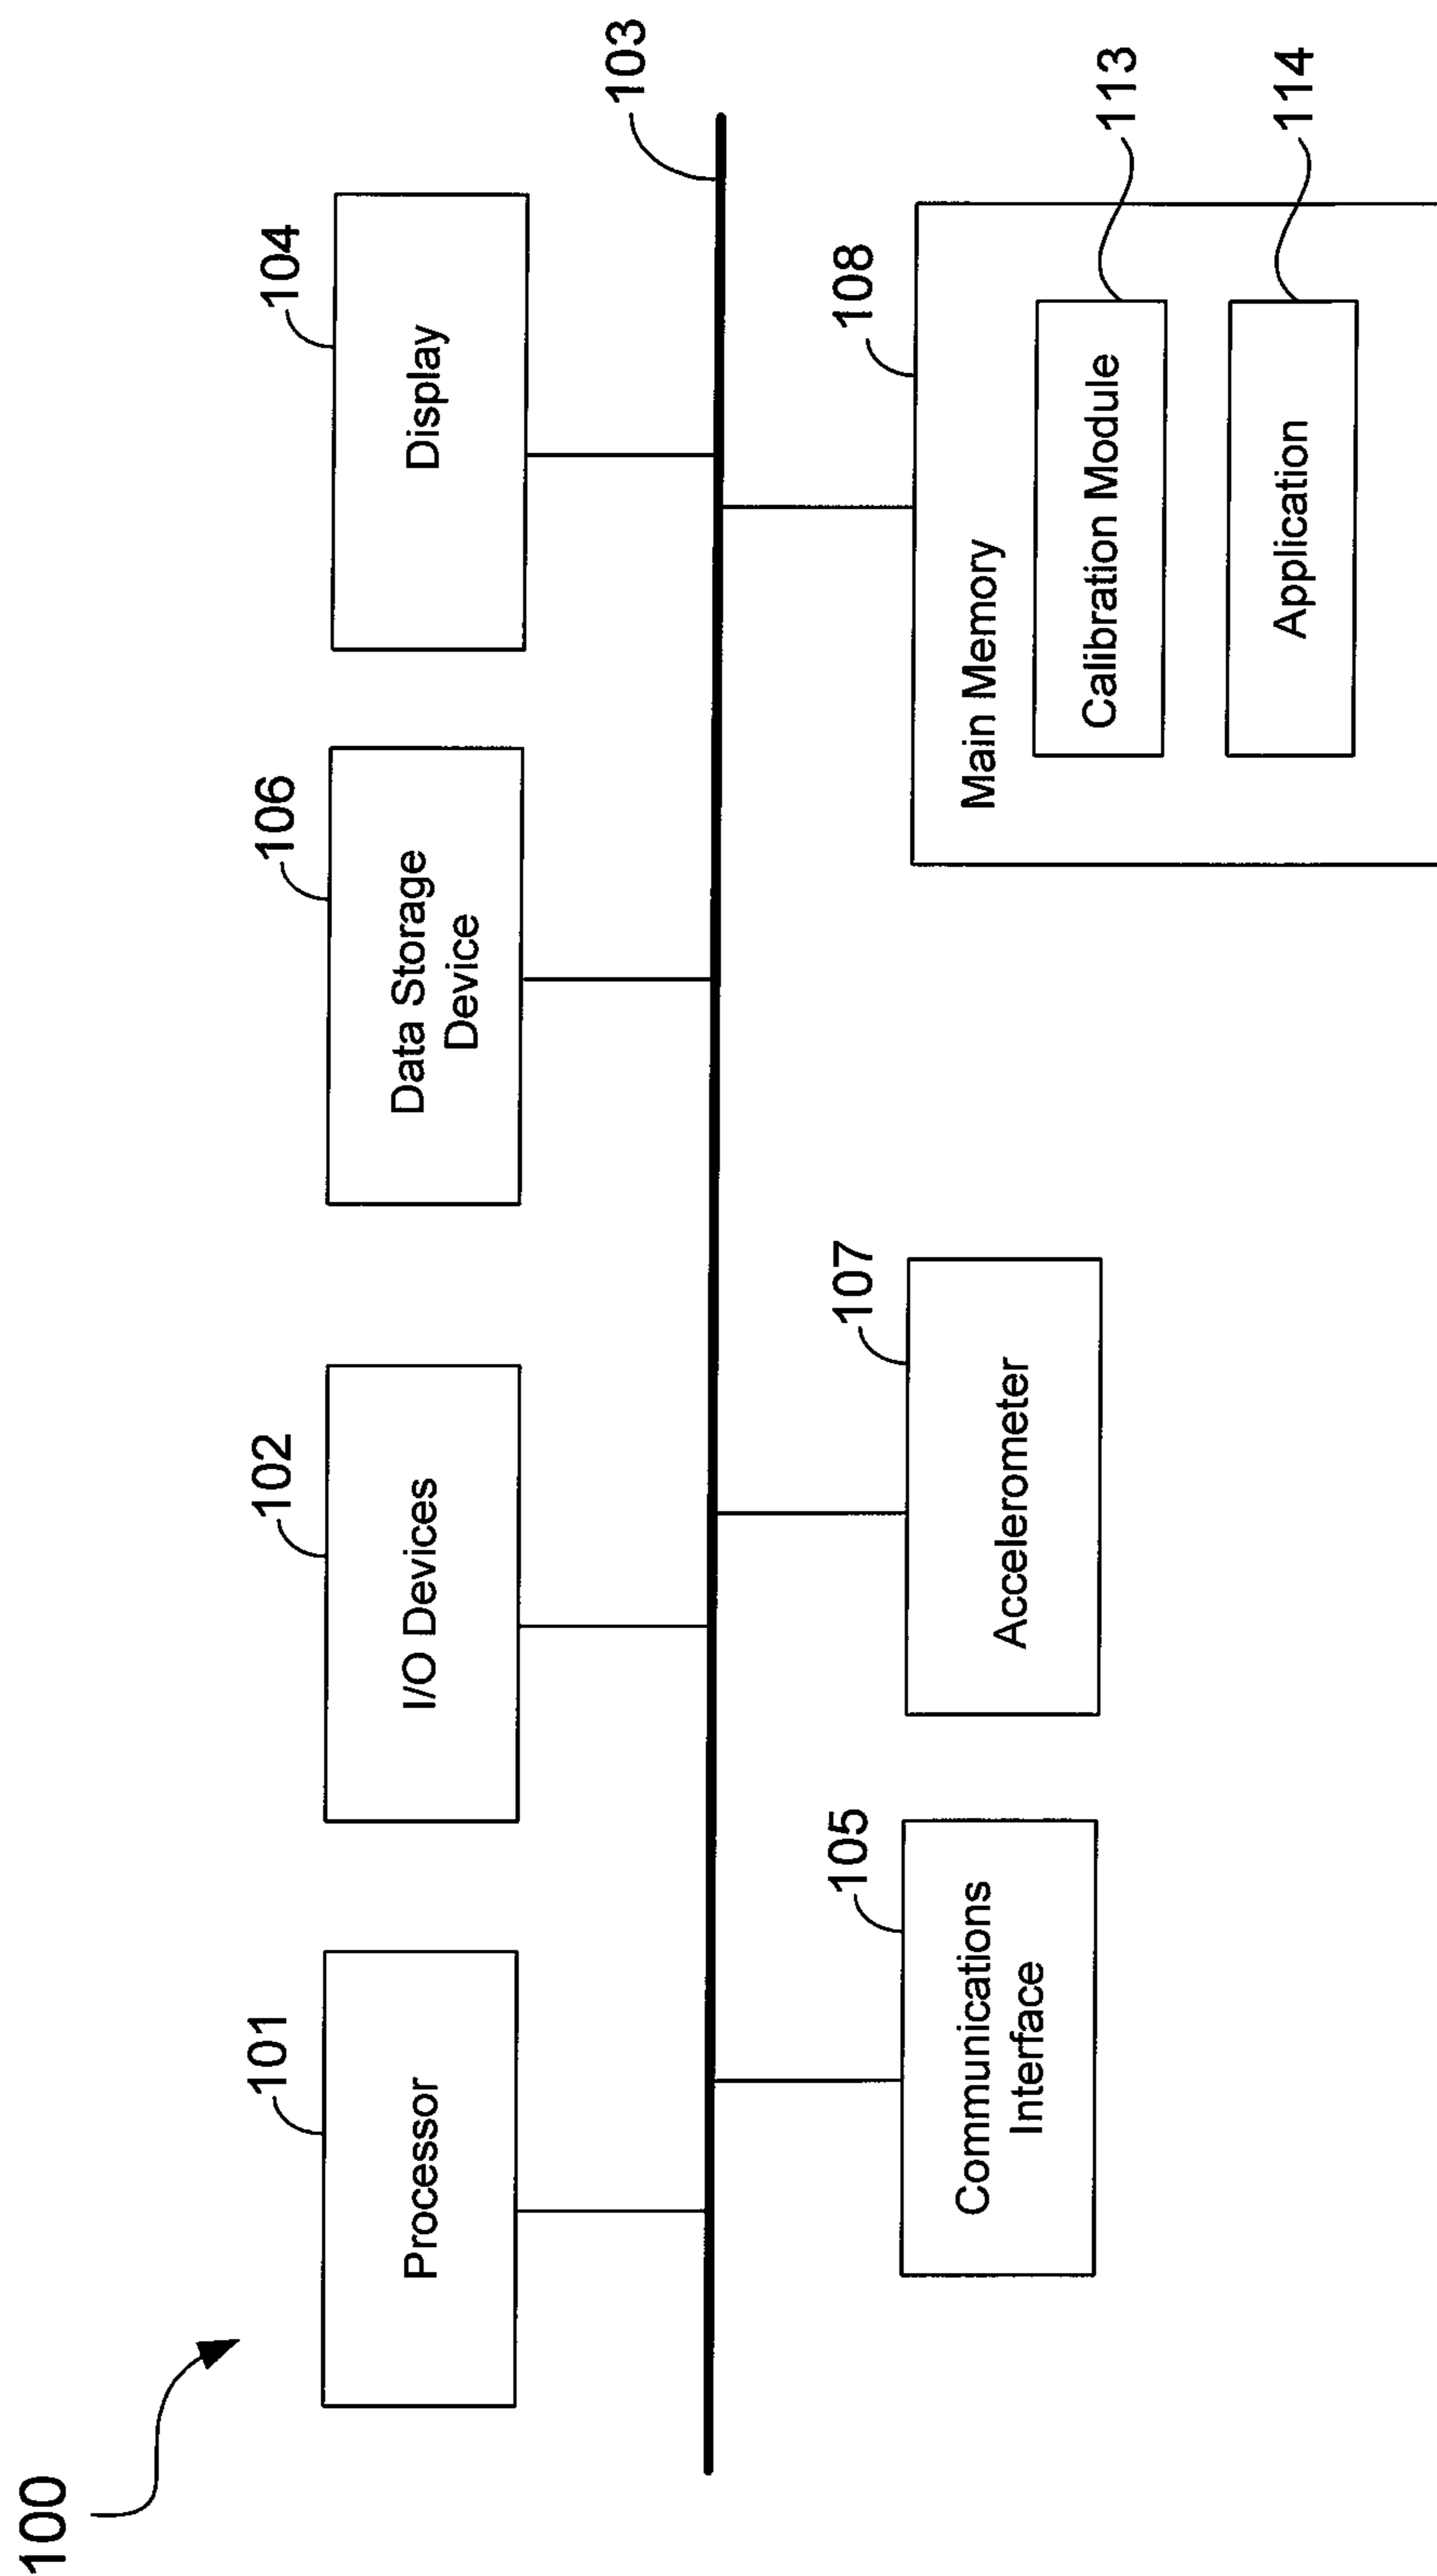 100
101
Processor
102
I/O Devices
106
Data Storage
Device
104
Display
103
105
Communications
Interface
107
Accelerometer
108
Main Memory
Calibration Module
113
Application
114